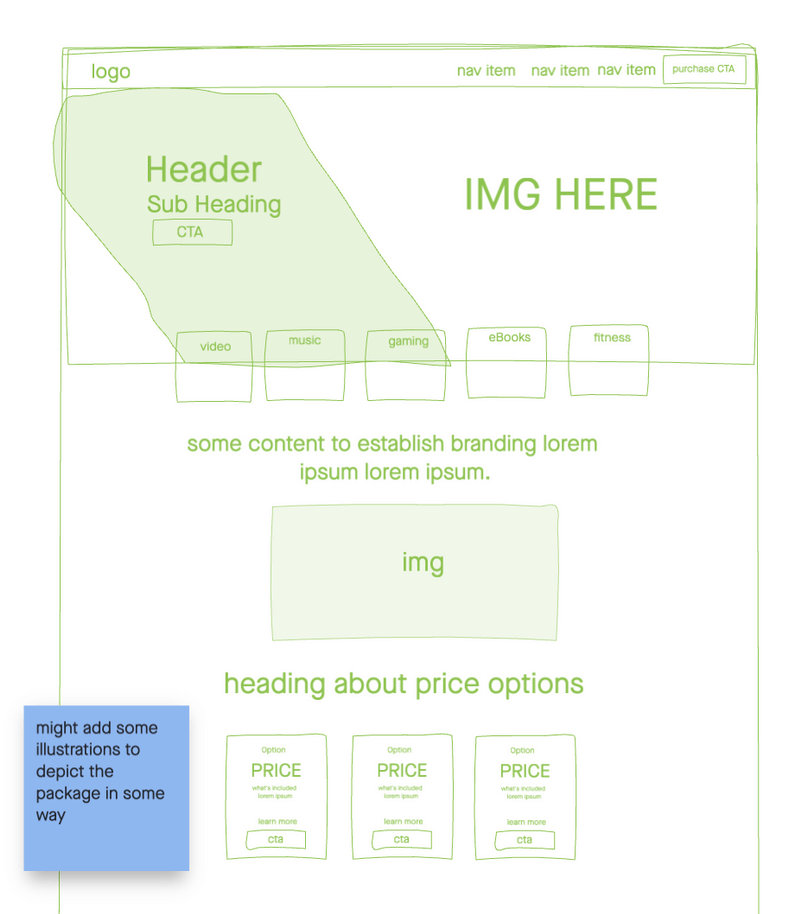 logo
nav item
nav item
nav item
purchase CTA
Header
Sub Heading
CTA
IMG HERE
video
music
gaming
eBooks
fitness
some content to establish branding lorem
ipsum lorem ipsum.
img
heading about price options
might add some
illustrations to
depict the
package in some
way
Option
PRICE
what's included
lorem ipsum
learn more
cta
Option
PRICE
what's included
lorem ipsum
learn more
cta
Option
PRICE
what's included
lorem ipsum
learn more
cta